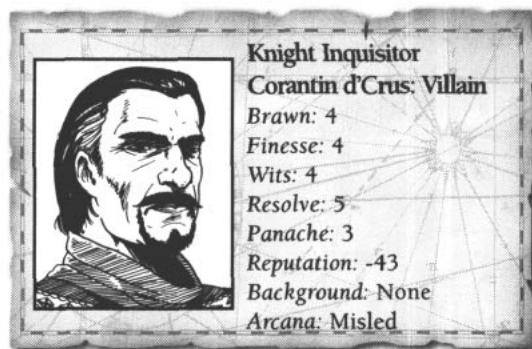 Knight Inquisitor
Corantin d'Crus: Villain
Brawn: 4
Finesse: 4
Wits: 4
Resolve: 5
Panache: 3
Reputation: -43
Background: None
Arcana: Misled